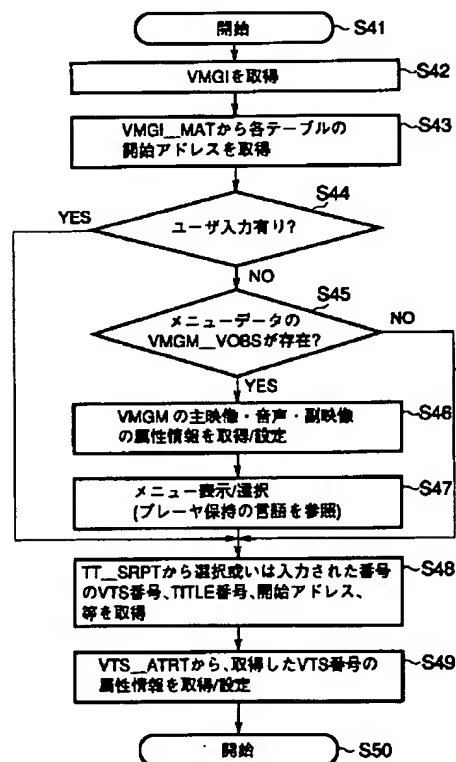 開始
S41
VMGIを取得
S42
VMGI__MATから各テーブルの
開始アドレスを取得
S43
S44
YES
ユーザ入力有り?
NO
S45
メニューデータの
VMGM__VOBSが存在?
NO
YES
VMGMの主映像・音声・副映像
の属性情報を取得/設定
S46
メニュー表示/選択
(プレーヤ保持の言語を参照)
S47
TT__SRPTから選択或いは入力された番号
のVTS番号、TITLE番号、開始アドレス、
等を取得
S48
VTS__ATRTから、取得したVTS番号の
属性情報を取得/設定
S49
開始
S50